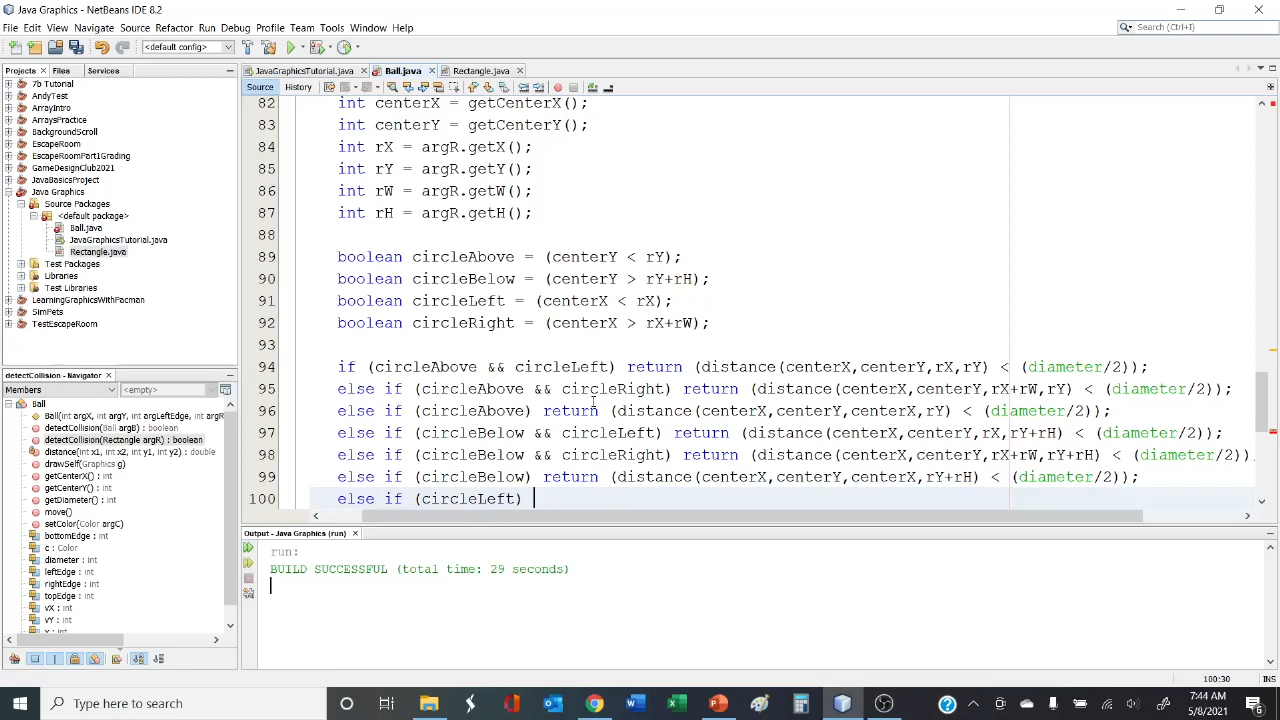 Java Graphics - NetBeans IDE 8.2
File Edit View Navigate Source Refactor Run Debug Profile Team Tools Window Help
Search (Ctrl+I)
<default config>
Projects Files Services
JavaGraphicsTutorial.java Ball.java Rectangle.java
Source History
7b Tutorial
AndyTest
ArrayIntro
ArraysPractice
BackgroundScroll
EscapeRoom
EscapeRoomPart1Grading
GameDesignClub2021
JavaBasicsProject
Java Graphics
Source Packages
<default package>
Ball.java
JavaGraphicsTutorial.java
Rectangle.java
Test Packages
Libraries
Test Libraries
LearningGraphicsWithPacman
SimPets
TestEscapeRoom
82 int centerX = getCenterX();
83 int centerY = getCenterY();
84 int rX = argR.getX();
85 int rY = argR.getY();
86 int rW = argR.getW();
87 int rH = argR.getH();
88
89 boolean circleAbove = (centerY < rY);
90 boolean circleBelow = (centerY > rY+rH);
91 boolean circleLeft = (centerX < rX);
92 boolean circleRight = (centerX > rX+rW);
93
94 if (circleAbove && circleLeft) return (distance(centerX,centerY,rX,rY) < (diameter/2));
95 else if (circleAbove && circleRight) return (distance(centerX,centerY,rX+rW,rY) < (diameter/2));
96 else if (circleAbove) return (distance(centerX,centerY,centerX,rY) < (diameter/2));
97 else if (circleBelow && circleLeft) return (distance(centerX,centerY,rX,rY+rH) < (diameter/2));
98 else if (circleBelow && circleRight) return (distance(centerX,centerY,rX+rW,rY+rH) < (diameter/2));
99 else if (circleBelow) return (distance(centerX,centerY,centerX,rY+rH) < (diameter/2));
100 else if (circleLeft)
detectCollision - Navigator
Members <empty>
Ball
Ball(int argX, int argY, int argLeftEdge, int argR
detectCollision(Ball argB) : boolean
detectCollision(Rectangle argR) : boolean
distance(int x1, int x2, int y1, int y2) : double
drawSelf(Graphics g)
getCenterX() : int
getCenterY() : int
getDiameter() : int
move()
setColor(Color argC)
bottomEdge : int
c : Color
diameter : int
leftEdge : int
rightEdge : int
topEdge : int
vX : int
vY : int
Output - Java Graphics (run)
run:
BUILD SUCCESSFUL (total time: 29 seconds)
100:30 INS
Type here to search
7:44 AM
5/8/2021
6